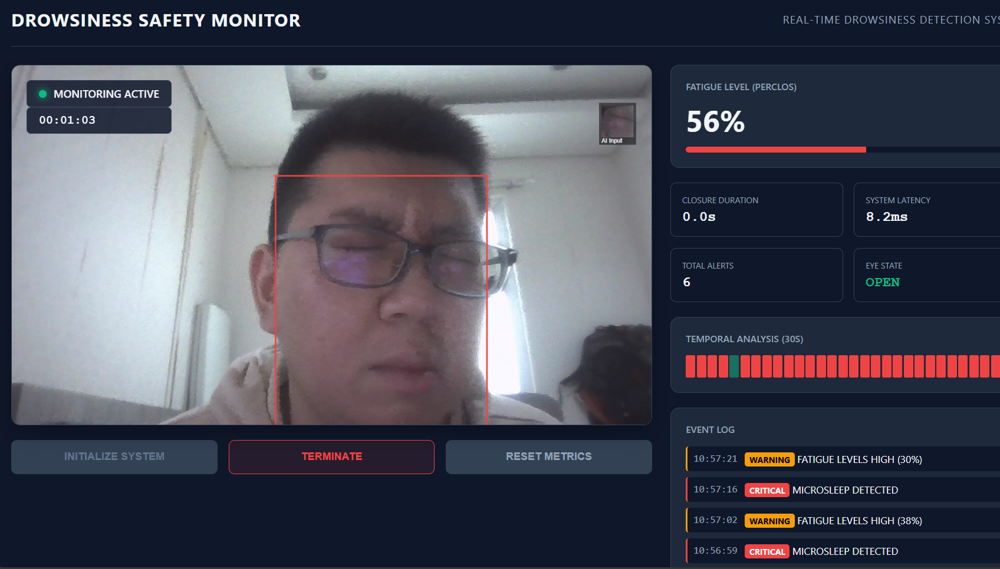 DROWSINESS SAFETY MONITOR
REAL-TIME DROWSINESS DETECTION SYS
MONITORING ACTIVE
00:01:03
AI Input
INITIALIZE SYSTEM
TERMINATE
RESET METRICS
FATIGUE LEVEL (PERCLOS)
56%
CLOSURE DURATION
0.0s
SYSTEM LATENCY
8.2ms
TOTAL ALERTS
6
EYE STATE
OPEN
TEMPORAL ANALYSIS (30S)
EVENT LOG
10:57:21 WARNING FATIGUE LEVELS HIGH (30%)
10:57:16 CRITICAL MICROSLEEP DETECTED
10:57:02 WARNING FATIGUE LEVELS HIGH (38%)
10:56:59 CRITICAL MICROSLEEP DETECTED